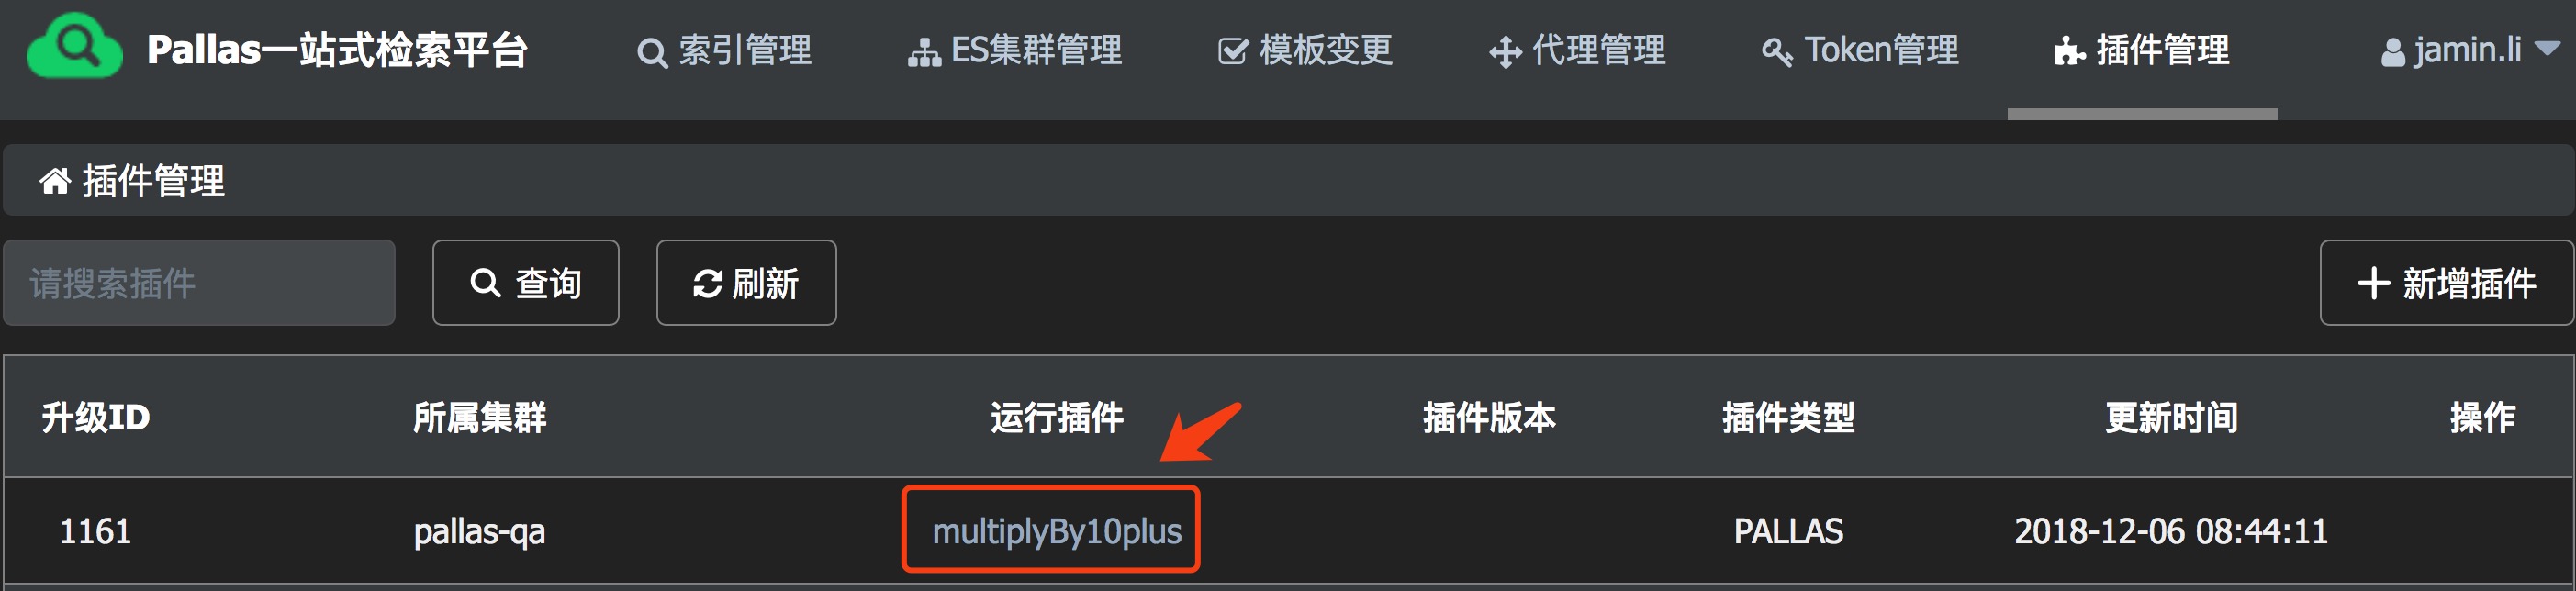 Pallas一站式检索平台 索引管理 ES集群管理 模板变更 代理管理 Token管理 插件管理 jamin.li
插件管理
请搜索插件 查询 刷新 新增插件
升级ID 所属集群 运行插件 插件版本 插件类型 更新时间 操作
1161 pallas-qa multiplyBy10plus PALLAS 2018-12-06 08:44:11